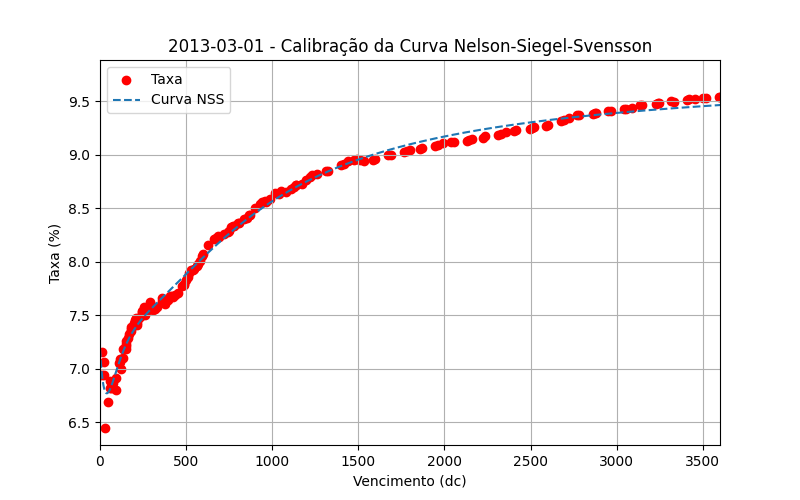 2013-03-01 - Calibração da Curva Nelson-Siegel-Svensson
Taxa
Curva NSS
Taxa (%)
9.5
9.0
8.5
8.0
7.5
7.0
6.5
0 500 1000 1500 2000 2500 3000 3500
Vencimento (dc)